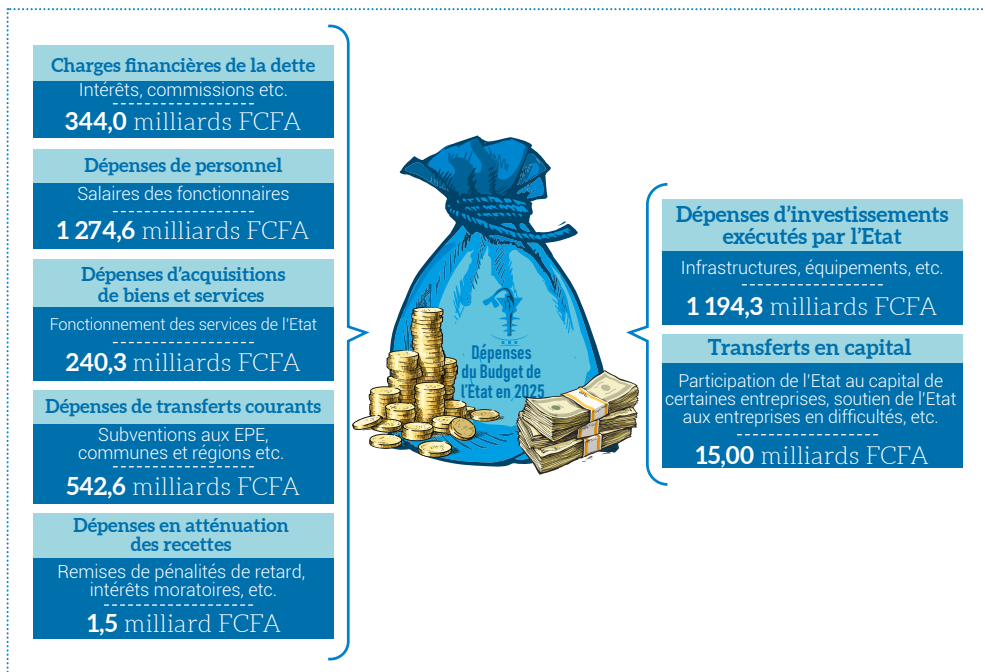 Charges financières de la dette
Intérêts, commissions etc.
344,0 milliards FCFA
Dépenses de personnel
Salaires des fonctionnaires
1 274,6 milliards FCFA
Dépenses d'acquisitions
de biens et services
Fonctionnement des services de l'Etat
240,3 milliards FCFA
Dépenses de transferts courants
Subventions aux EPE,
communes et régions etc.
542,6 milliards FCFA
Dépenses en atténuation
des recettes
Remises de pénalités de retard,
intérêts moratoires, etc.
1,5 milliard FCFA
Dépenses
du Budget de
l'Etat en 2025
Dépenses d'investissements
exécutés par l'Etat
Infrastructures, équipements, etc.
1 194,3 milliards FCFA
Transferts en capital
Participation de l'Etat au capital de
certaines entreprises, soutien de l'Etat
aux entreprises en difficultés, etc.
15,00 milliards FCFA